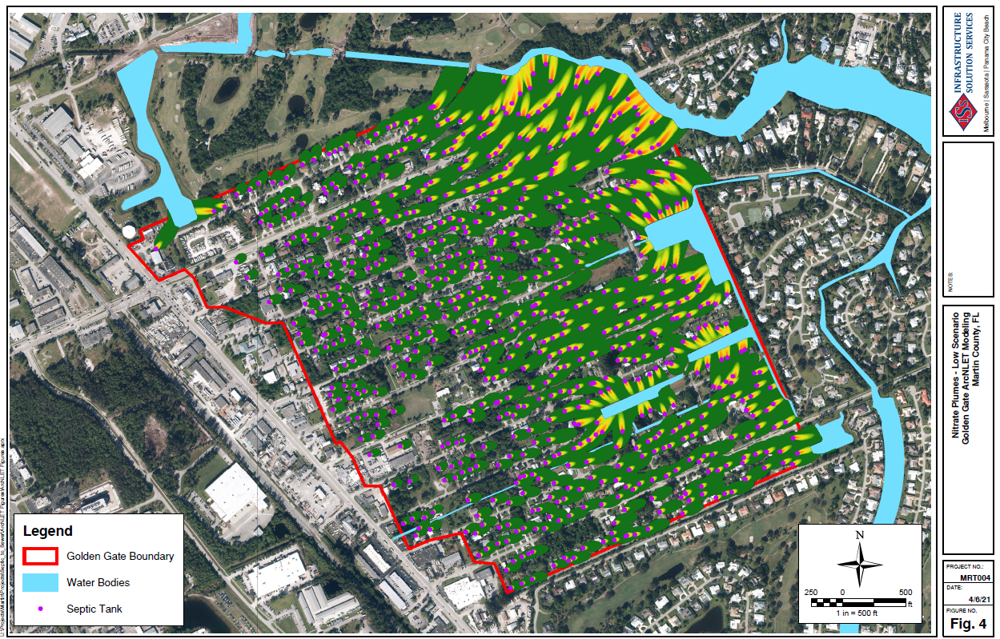 Legend
Golden Gate Boundary
Water Bodies
Septic Tank
N
250 0 500
ft
1 in = 500 ft
ISS
INFRASTRUCTURE
SOLUTION SERVICES
Melbourne | Sarasota | Panama City Beach
NOTES:
Nitrate Plumes - Low Scenario
Golden Gate ArcNLET Modeling
Martin County, FL
PROJECT NO.:
MRT004
DATE:
4/6/21
FIGURE NO.
Fig. 4